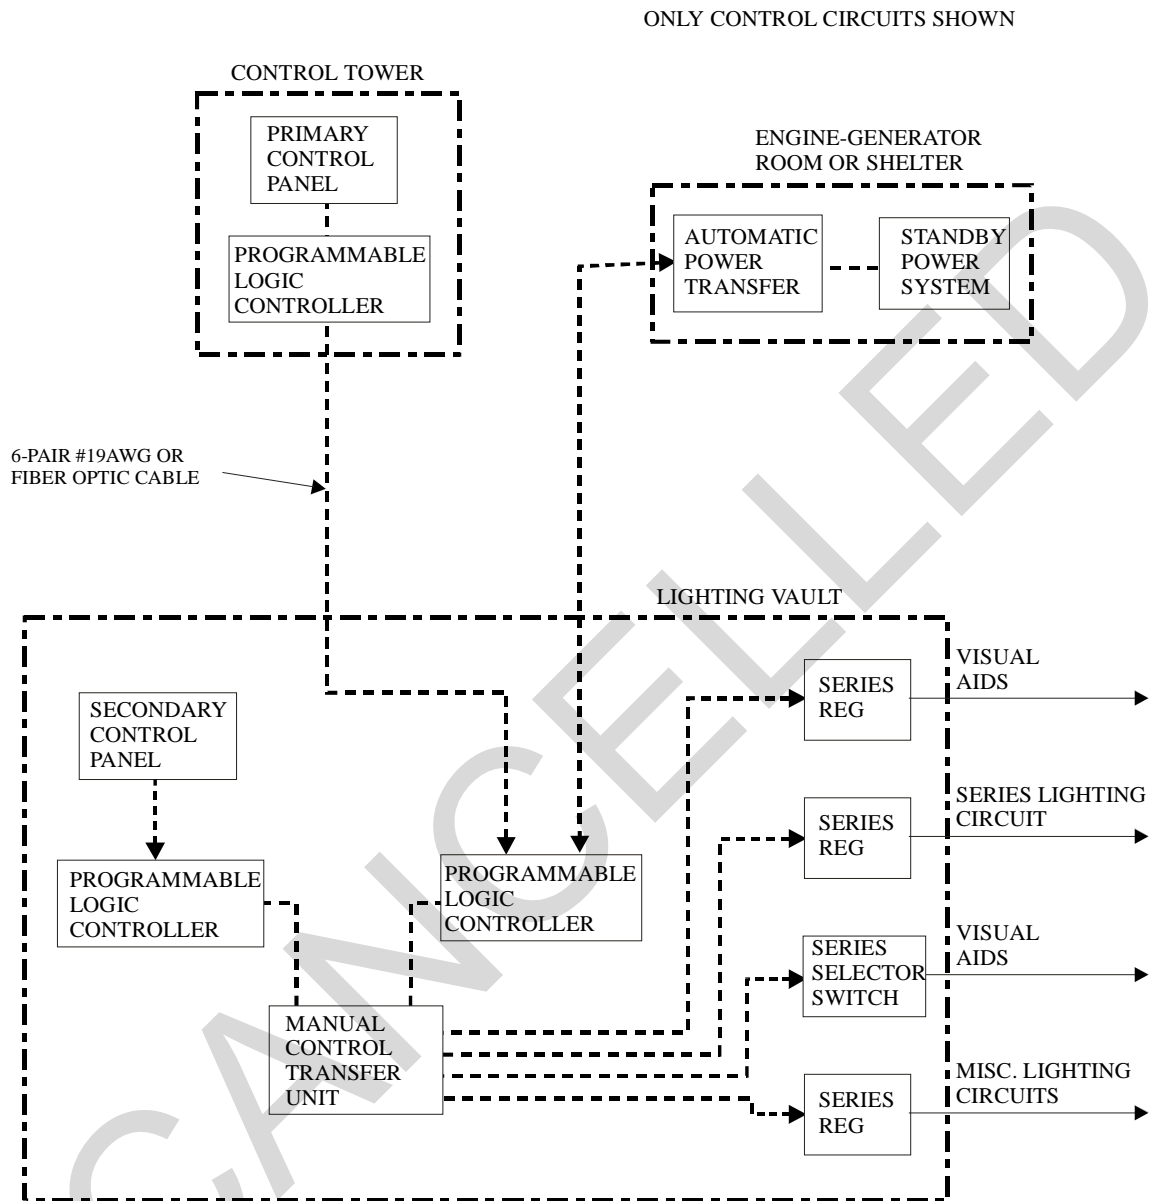 ONLY CONTROL CIRCUITS SHOWN
CONTROL TOWER
PRIMARY
CONTROL
PANEL
PROGRAMMABLE
LOGIC
CONTROLLER
ENGINE-GENERATOR
ROOM OR SHELTER
AUTOMATIC
POWER
TRANSFER
STANDBY
POWER
SYSTEM
6-PAIR #19AWG OR
FIBER OPTIC CABLE
LIGHTING VAULT
SECONDARY
CONTROL
PANEL
PROGRAMMABLE
LOGIC
CONTROLLER
PROGRAMMABLE
LOGIC
CONTROLLER
MANUAL
CONTROL
TRANSFER
UNIT
SERIES
REG
VISUAL
AIDS
SERIES
REG
SERIES LIGHTING
CIRCUIT
SERIES
SELECTOR
SWITCH
VISUAL
AIDS
SERIES
REG
MISC. LIGHTING
CIRCUITS
CANCELLED